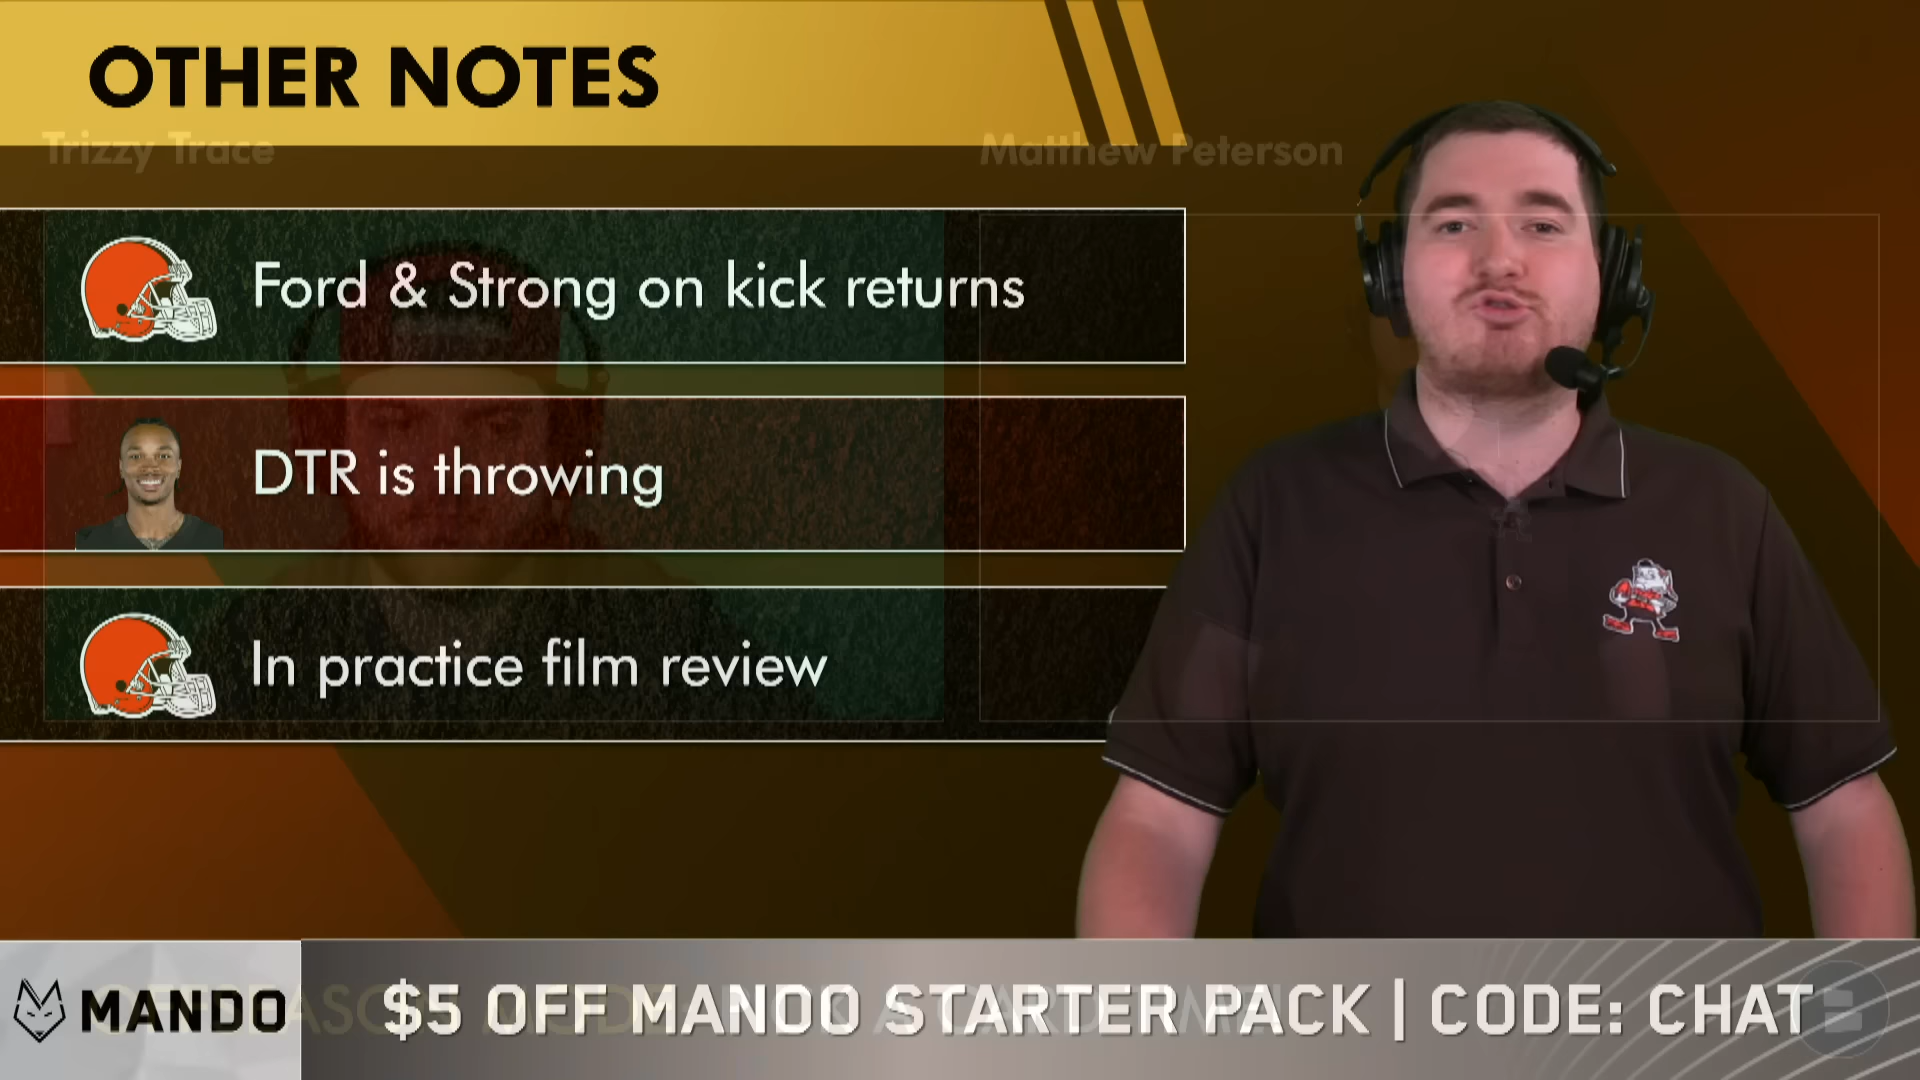 OTHER NOTES
Trizzy Trace
Matthew Peterson
Ford & Strong on kick returns
DTR is throwing
In practice film review
MANDO
$5 OFF MANDO STARTER PACK | CODE: CHAT